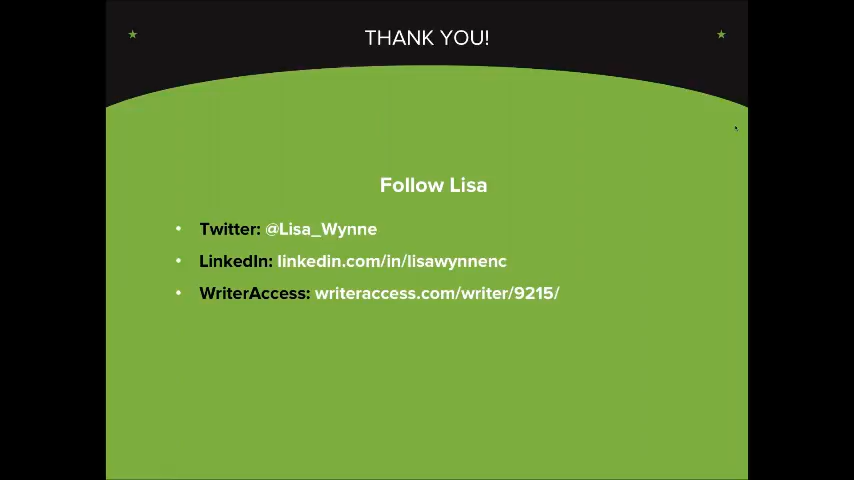 THANK YOU!
Follow Lisa
• Twitter: @Lisa_Wynne
• LinkedIn: linkedin.com/in/lisawynnenc
• WriterAccess: writeraccess.com/writer/9215/